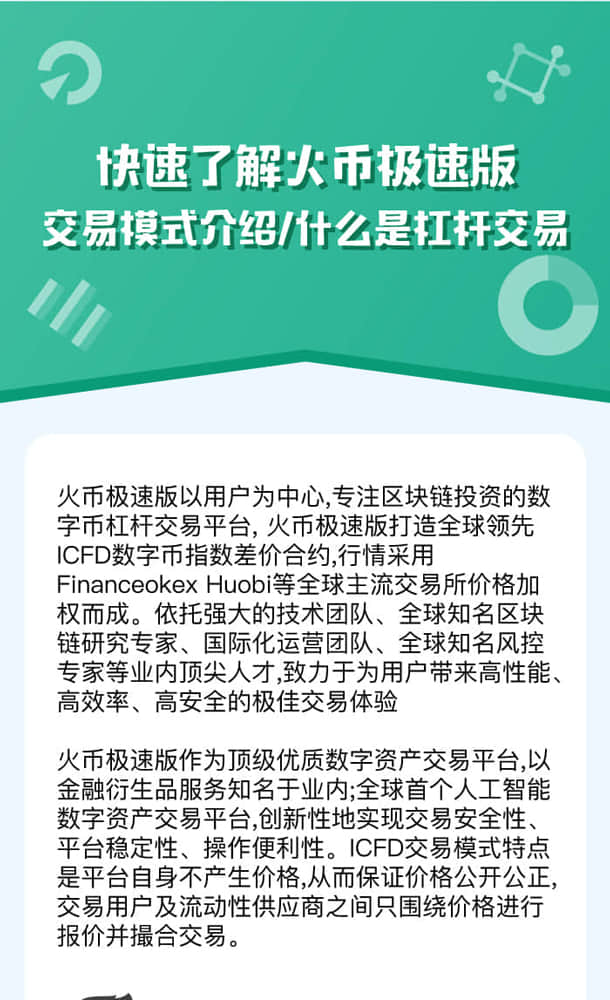 快速了解火币极速版
交易模式介绍/什么是杠杆交易
火币极速版以用户为中心,专注区块链投资的数
字币杠杆交易平台, 火币极速版打造全球领先
ICFD数字币指数差价合约,行情采用
Financeokex Huobi等全球主流交易所价格加
权而成。依托强大的技术团队、全球知名区块
链研究专家、国际化运营团队、全球知名风控
专家等业内顶尖人才,致力于为用户带来高性能、
高效率、高安全的极佳交易体验
火币极速版作为顶级优质数字资产交易平台,以
金融衍生品服务知名于业内;全球首个人工智能
数字资产交易平台,创新性地实现交易安全性、
平台稳定性、操作便利性。ICFD交易模式特点
是平台自身不产生价格,从而保证价格公开公正,
交易用户及流动性供应商之间只围绕价格进行
报价并撮合交易。